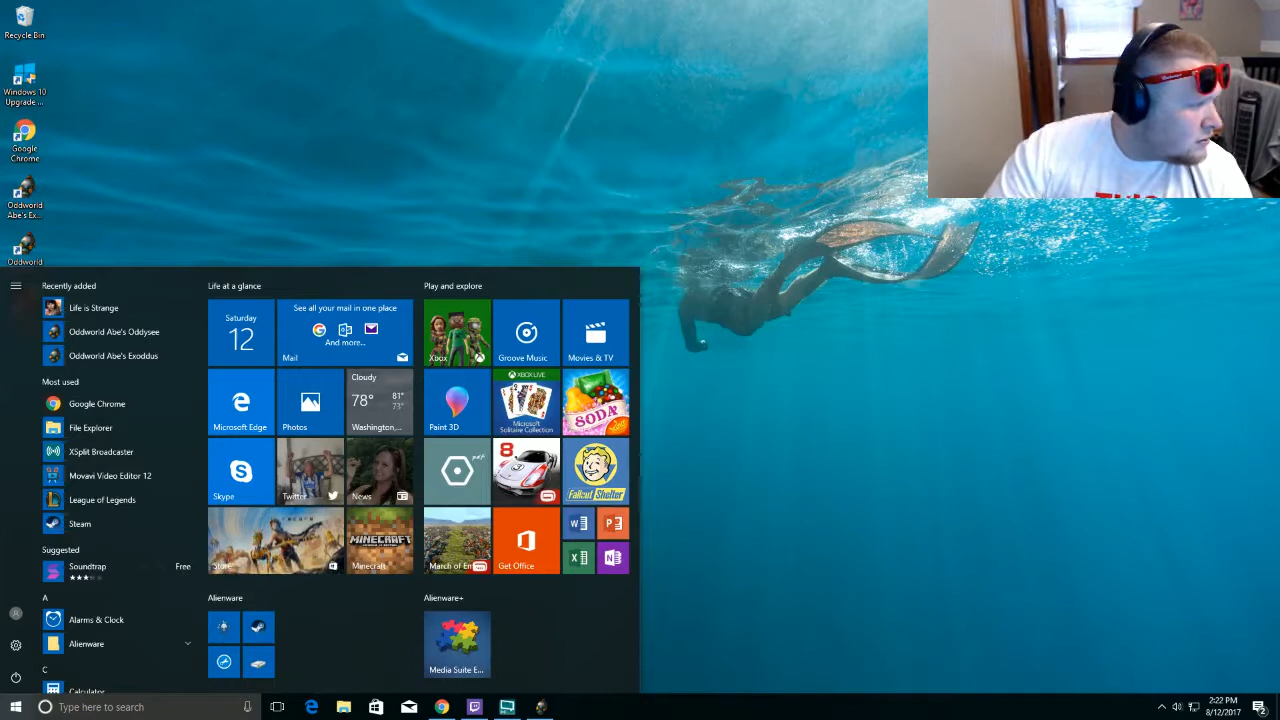 Recycle Bin
Windows 10
Upgrade ...
Google
Chrome
Oddworld
Abe's Ex...
Oddworld
Recently added
Life is Strange
Oddworld Abe's Oddysee
Oddworld Abe's Exoddus
Most used
Google Chrome
File Explorer
XSplit Broadcaster
Movavi Video Editor 12
League of Legends
Steam
Suggested
Soundtrap
Free
A
Alarms & Clock
Alienware
C
Calculator
Life at a glance
Saturday
12
See all your mail in one place
And more...
Mail
Microsoft Edge
Photos
Cloudy
78°
81°
73°
Washington,...
Skype
Twitter
News
Store
MINECRAFT
Minecraft
Alienware
Play and explore
Xbox
Groove Music
Movies & TV
Paint 3D
XBOX LIVE
Microsoft
Solitaire Collection
SODA
8
Fallout Shelter
March of Em
Get Office
Alienware+
Media Suite E...
Type here to search
2:22 PM
8/12/2017
2